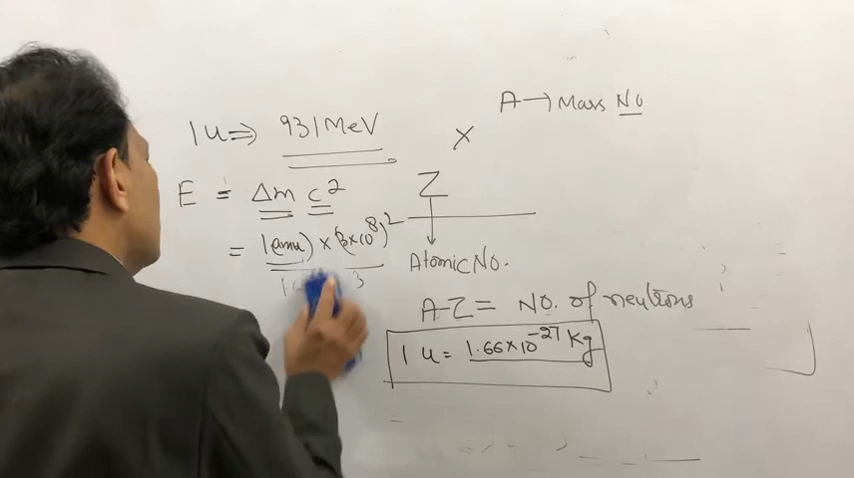 A → Mass No
1 u ⇒ 931 MeV
X
E = Δm c²
Z
= 1(amu) × (3×10⁸)²
Atomic No.
A-Z = No. of neutrons
1 u = 1.66×10⁻²⁷ Kg